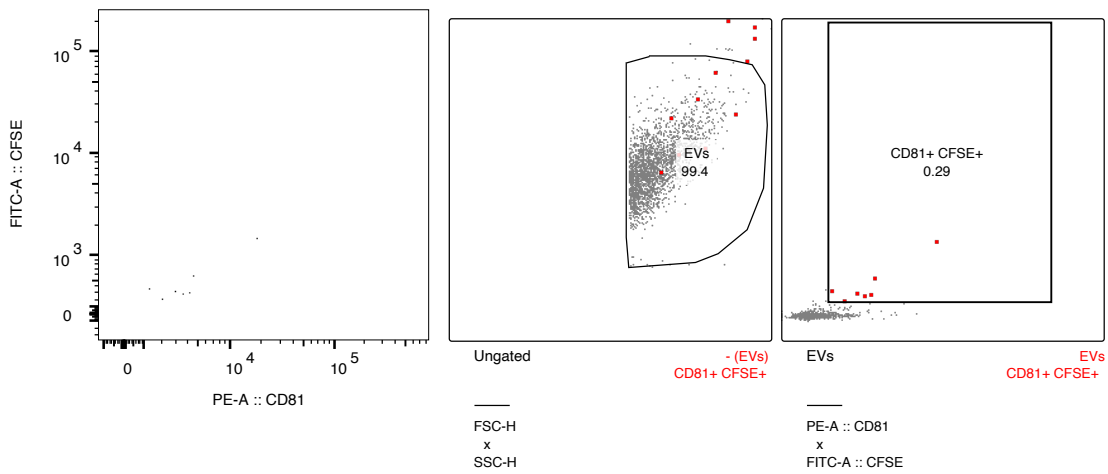 FITC-A :: CFSE
10^5
10^4
10^3
0
0
10^4
10^5
PE-A :: CD81
EVs
99.4
Ungated
- (EVs)
CD81+ CFSE+
FSC-H
x
SSC-H
CD81+ CFSE+
0.29
EVs
EVs
CD81+ CFSE+
PE-A :: CD81
x
FITC-A :: CFSE